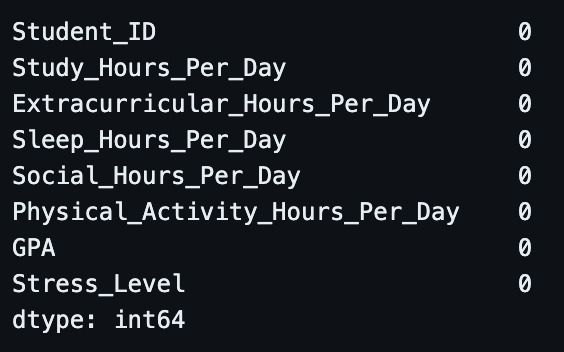 Student_ID 0
Study_Hours_Per_Day 0
Extracurricular_Hours_Per_Day 0
Sleep_Hours_Per_Day 0
Social_Hours_Per_Day 0
Physical_Activity_Hours_Per_Day 0
GPA 0
Stress_Level 0
dtype: int64